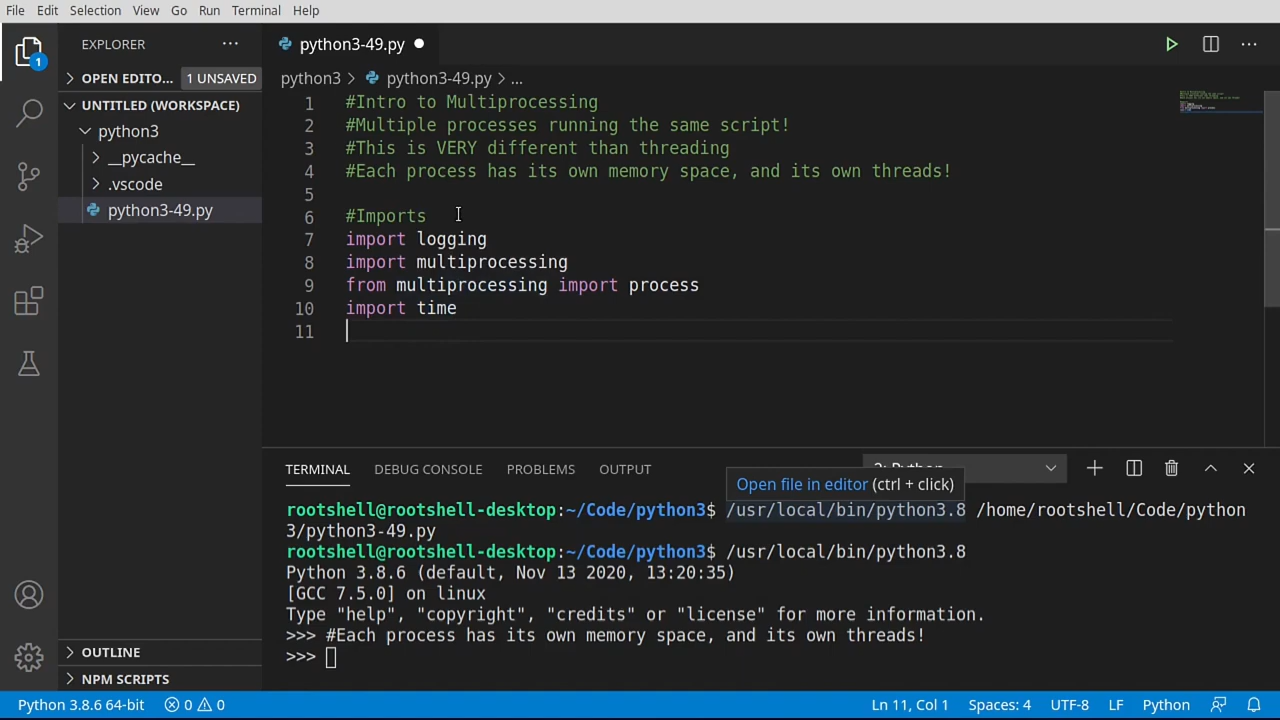 File Edit Selection View Go Run Terminal Help
EXPLORER
OPEN EDITO... 1 UNSAVED
UNTITLED (WORKSPACE)
python3
__pycache__
.vscode
python3-49.py
OUTLINE
NPM SCRIPTS
1
python3-49.py
python3 > python3-49.py > ...
1 #Intro to Multiprocessing
2 #Multiple processes running the same script!
3 #This is VERY different than threading
4 #Each process has its own memory space, and its own threads!
5
6 #Imports
7 import logging
8 import multiprocessing
9 from multiprocessing import process
10 import time
11
TERMINAL DEBUG CONSOLE PROBLEMS OUTPUT
Open file in editor (ctrl + click)
rootshell@rootshell-desktop:~/Code/python3$ /usr/local/bin/python3.8 /home/rootshell/Code/python
3/python3-49.py
rootshell@rootshell-desktop:~/Code/python3$ /usr/local/bin/python3.8
Python 3.8.6 (default, Nov 13 2020, 13:20:35)
[GCC 7.5.0] on linux
Type "help", "copyright", "credits" or "license" for more information.
>>> #Each process has its own memory space, and its own threads!
>>>
Python 3.8.6 64-bit 0 0 Ln 11, Col 1 Spaces: 4 UTF-8 LF Python